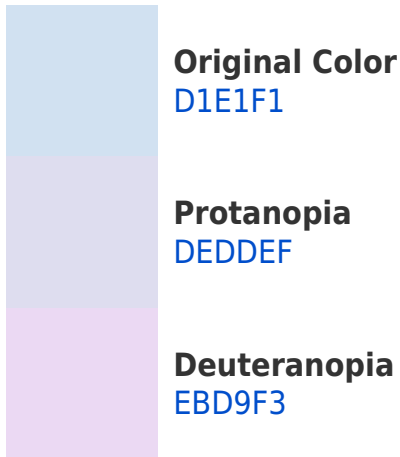 Original Color
D1E1F1
Protanopia
DEDDEF
Deuteranopia
EBD9F3